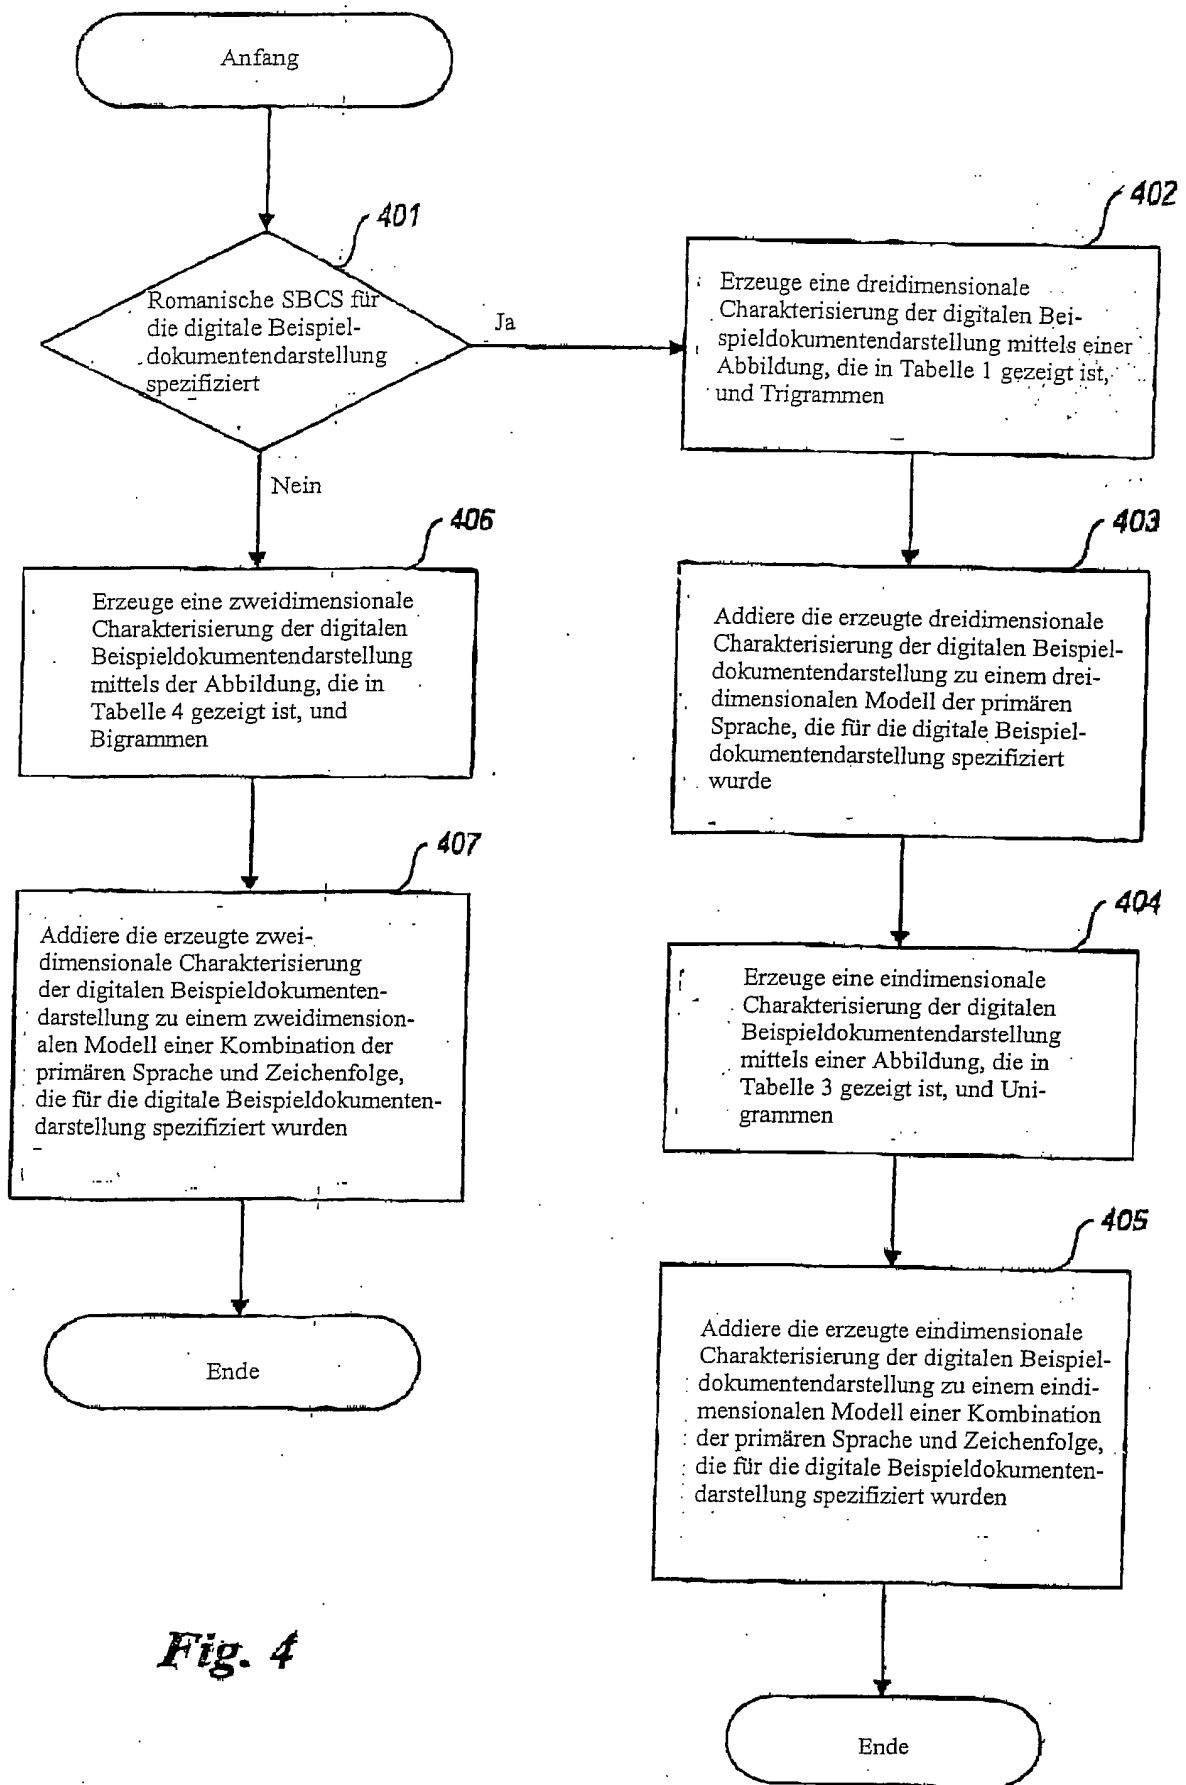 Anfang
401
Romanische SBCS für
die digitale Beispiel-
dokumentendarstellung
spezifiziert
Ja
Nein
402
Erzeuge eine dreidimensionale
Charakterisierung der digitalen Bei-
spieldokumentendarstellung mittels einer
Abbildung, die in Tabelle 1 gezeigt ist,
und Trigrammen
403
Addiere die erzeugte dreidimensionale
Charakterisierung der digitalen Beispiel-
dokumentendarstellung zu einem drei-
dimensionalen Modell der primären
Sprache, die für die digitale Beispiel-
dokumentendarstellung spezifiziert
wurde
404
Erzeuge eine eindimensionale
Charakterisierung der digitalen
Beispieldokumentendarstellung
mittels einer Abbildung, die in
Tabelle 3 gezeigt ist, und Uni-
grammen
405
Addiere die erzeugte eindimensionale
Charakterisierung der digitalen Beispiel-
dokumentendarstellung zu einem eindi-
mensionalen Modell einer Kombination
der primären Sprache und Zeichenfolge,
die für die digitale Beispieldokumenten-
darstellung spezifiziert wurden
Ende
406
Erzeuge eine zweidimensionale
Charakterisierung der digitalen
Beispieldokumentendarstellung
mittels der Abbildung, die in
Tabelle 4 gezeigt ist, und
Bigrammen
407
Addiere die erzeugte zwei-
dimensionale Charakterisierung
der digitalen Beispieldokumenten-
darstellung zu einem zweidimension-
alen Modell einer Kombination der
primären Sprache und Zeichenfolge,
die für die digitale Beispieldokumenten-
darstellung spezifiziert wurden
Ende
Fig. 4